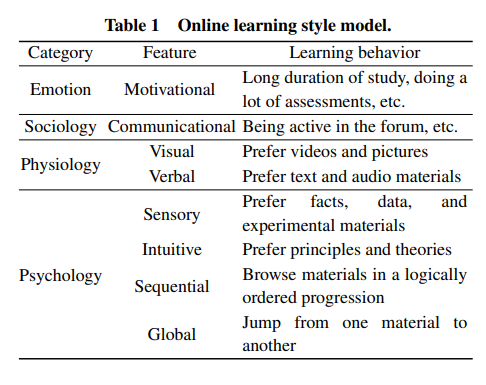 Table 1 Online learning style model.
Category Feature Learning behavior
Emotion Motivational Long duration of study, doing a
lot of assessments, etc.
Sociology Communicational Being active in the forum, etc.
Physiology
Visual Prefer videos and pictures
Verbal Prefer text and audio materials
Psychology
Sensory Prefer facts, data, and
experimental materials
Intuitive Prefer principles and theories
Sequential Browse materials in a logically
ordered progression
Global Jump from one material to
another